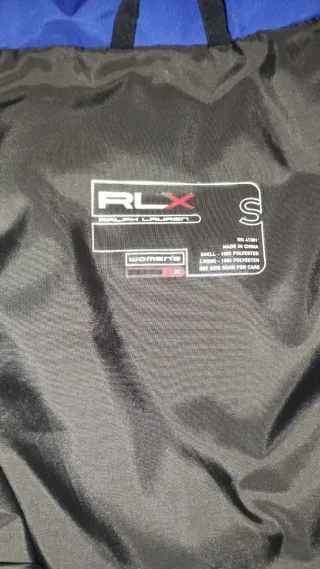 RLX
RALPH LAUREN
S
RN 41381
MADE IN CHINA
SHELL - 100% POLYESTER
LINING - 100% POLYESTER
SEE SIDE SEAM FOR CARE
WOMEN'S